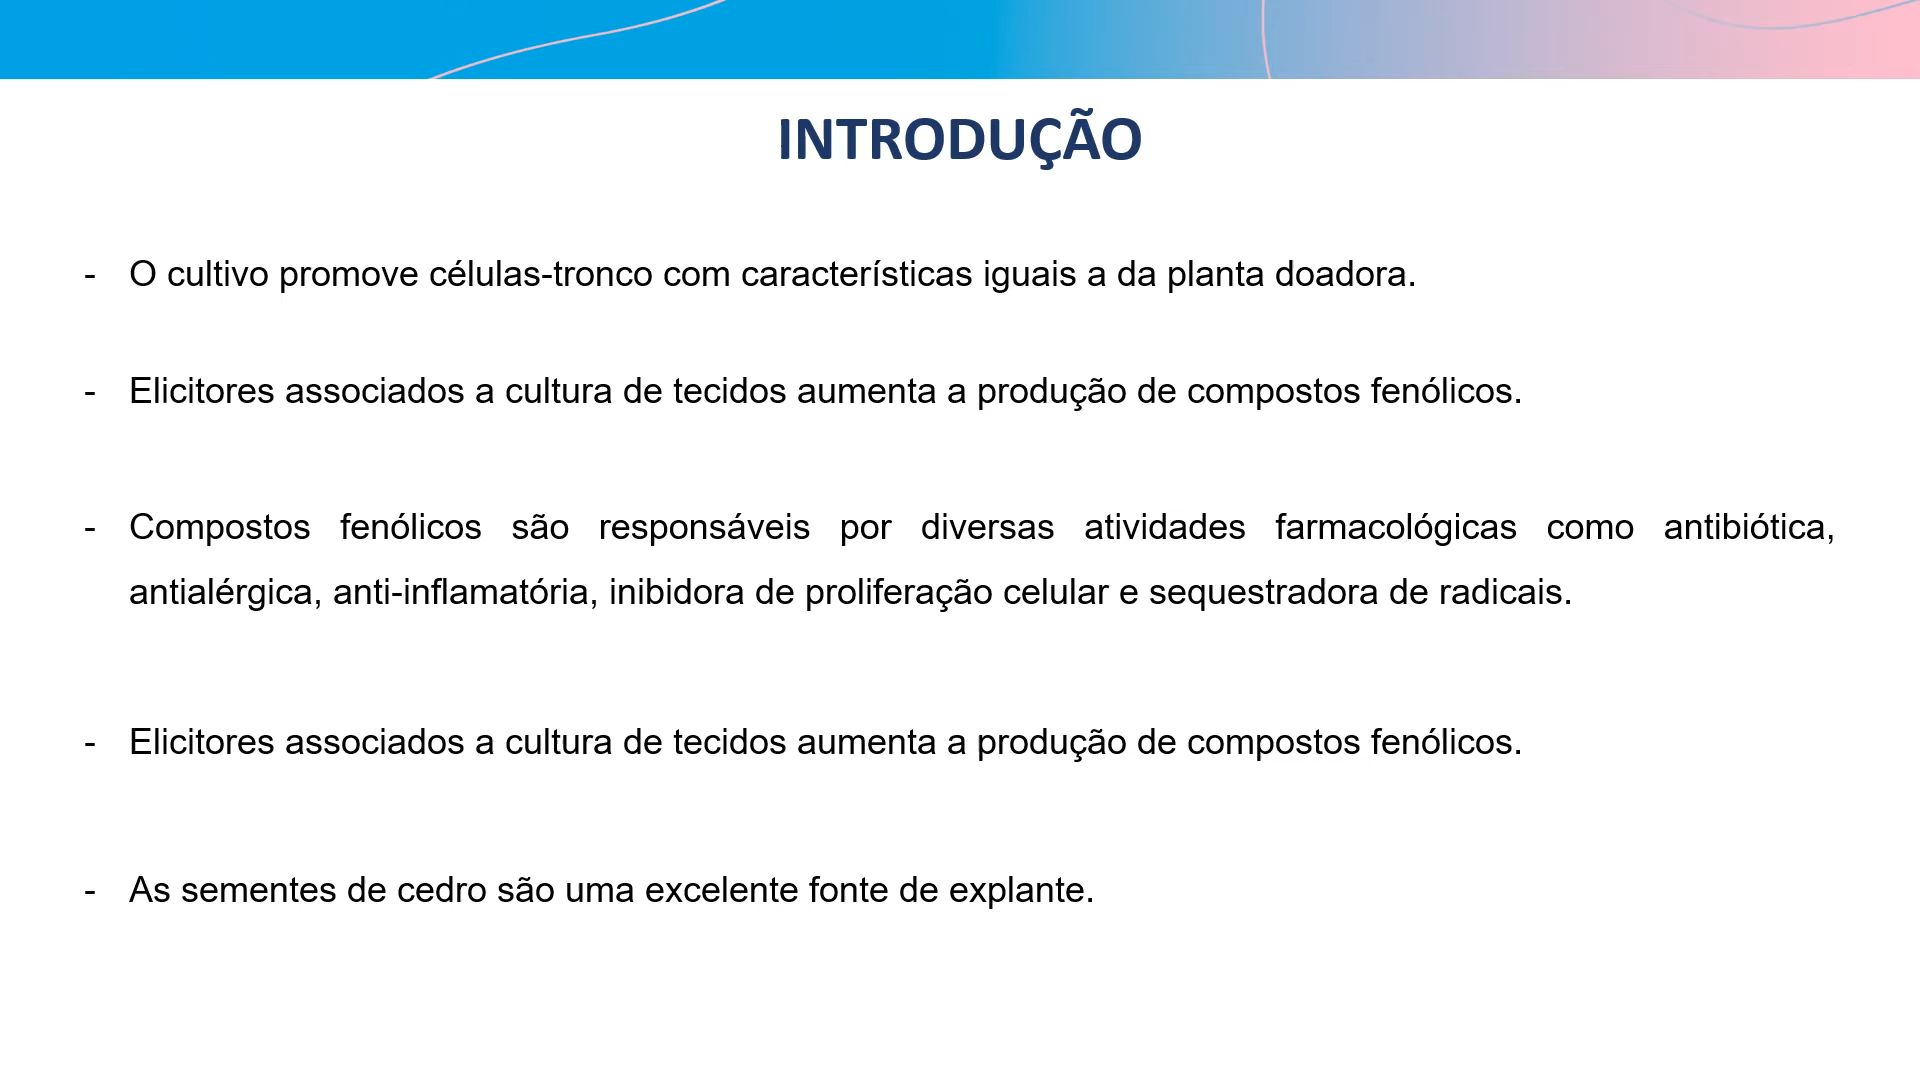 INTRODUÇÃO
- O cultivo promove células-tronco com características iguais a da planta doadora.
- Elicitores associados a cultura de tecidos aumenta a produção de compostos fenólicos.
- Compostos fenólicos são responsáveis por diversas atividades farmacológicas como antibiótica,
antialérgica, anti-inflamatória, inibidora de proliferação celular e sequestradora de radicais.
- Elicitores associados a cultura de tecidos aumenta a produção de compostos fenólicos.
- As sementes de cedro são uma excelente fonte de explante.